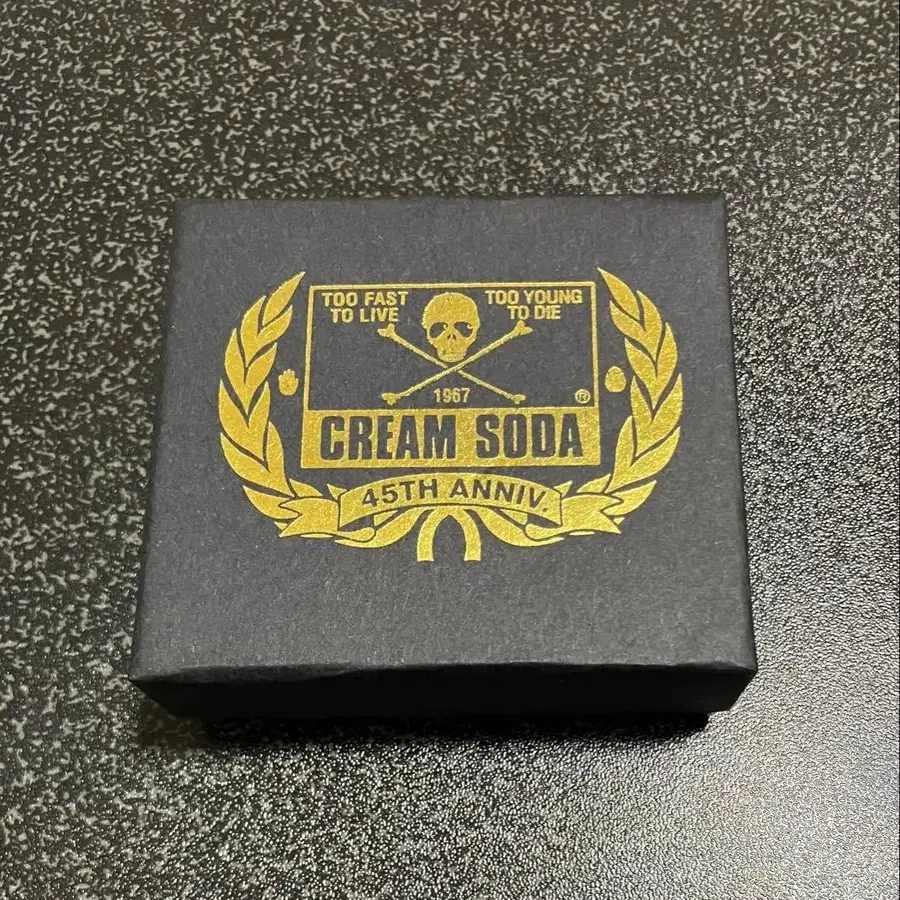 TOO FAST
TO LIVE
TOO YOUNG
TO DIE
1967
®
CREAM SODA
45TH ANNIV.